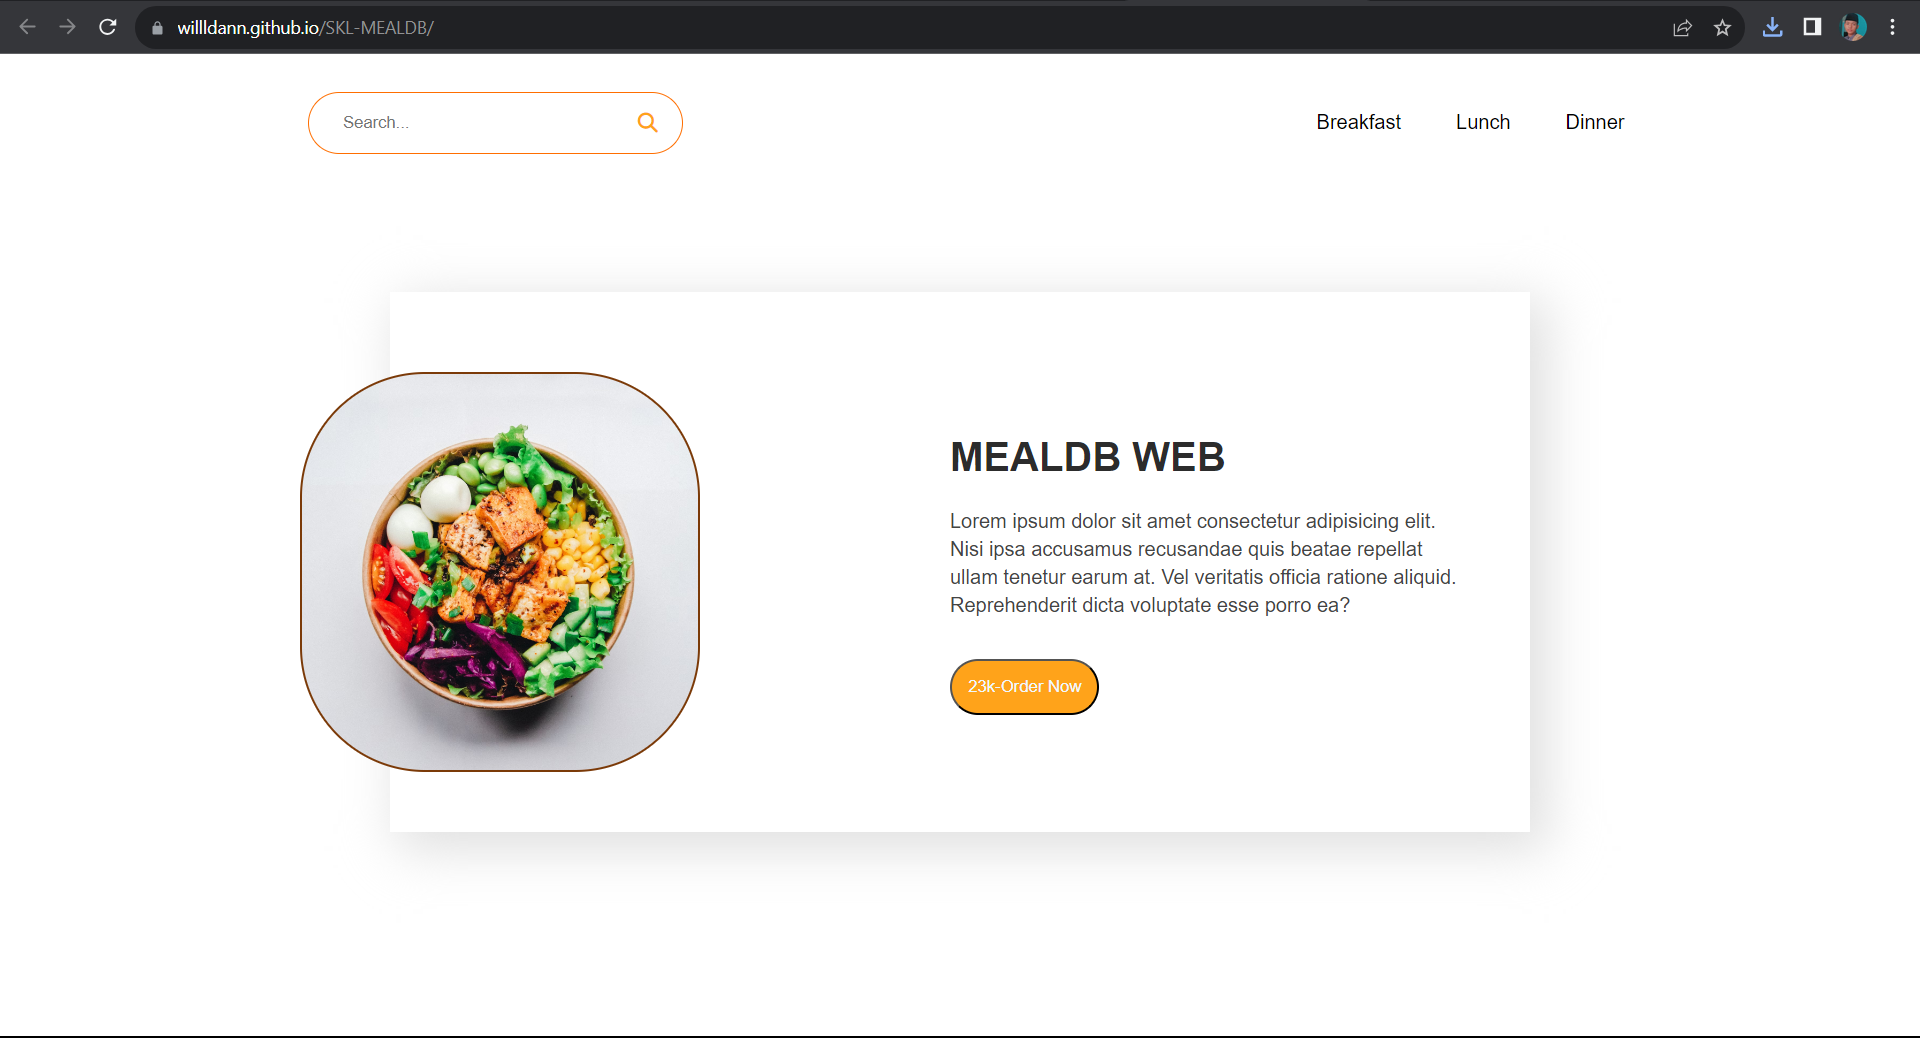 willldann.github.io/SKL-MEALDB/
Search...
Breakfast
Lunch
Dinner
MEALDB WEB
Lorem ipsum dolor sit amet consectetur adipisicing elit.
Nisi ipsa accusamus recusandae quis beatae repellat
ullam tenetur earum at. Vel veritatis officia ratione aliquid.
Reprehenderit dicta voluptate esse porro ea?
23k-Order Now